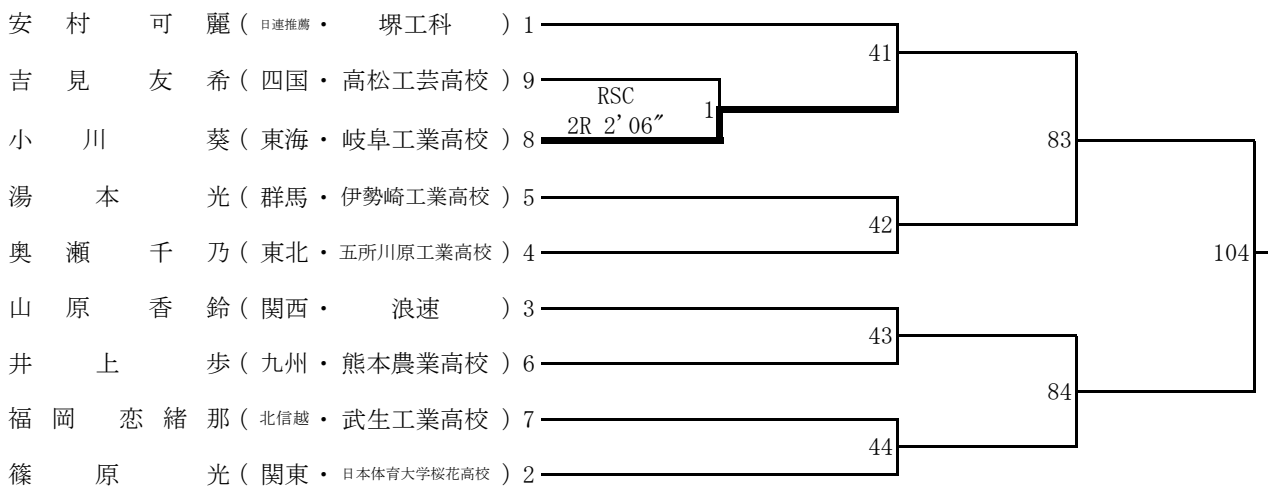 安村 可麗(日連推薦・堺工科)1
41
吉見 友希(四国・高松工芸高校)9
RSC
1
2R 2'06"
小川 葵(東海・岐阜工業高校)8
83
湯本 光(群馬・伊勢崎工業高校)5
42
奥瀬 千乃(東北・五所川原工業高校)4
104
山原 香鈴(関西・浪速)3
43
井上 歩(九州・熊本農業高校)6
84
福岡 恋緒那(北信越・武生工業高校)7
44
篠原 光(関東・日本体育大学桜花高校)2